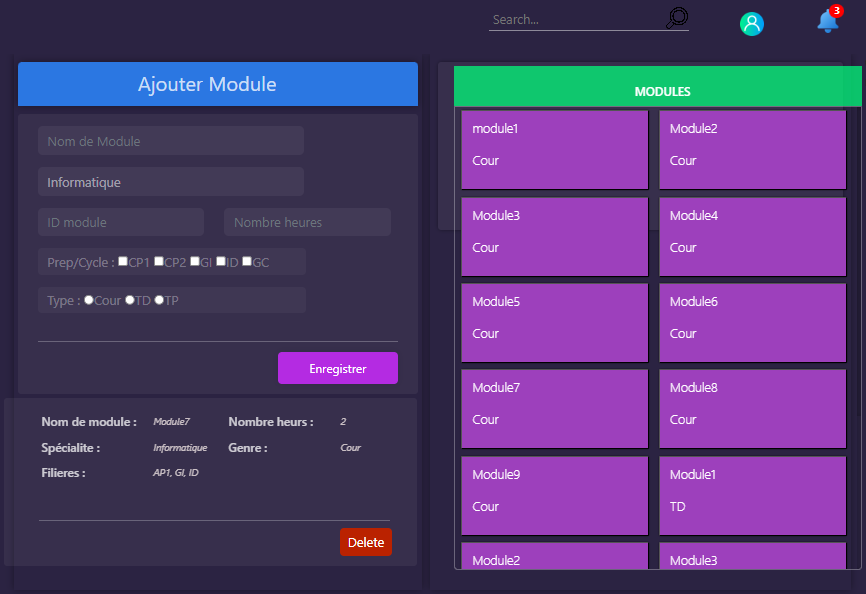 Search...
3
Ajouter Module
Nom de Module
Informatique
ID module
Nombre heures
Prep/Cycle : CP1 CP2 GI ID GC
Type : Cour TD TP
Enregistrer
Nom de module : Module7 Nombre heurs : 2
Spécialite : Informatique Genre : Cour
Filieres : AP1, GI, ID
Delete
MODULES
module1
Cour
Module2
Cour
Module3
Cour
Module4
Cour
Module5
Cour
Module6
Cour
Module7
Cour
Module8
Cour
Module9
Cour
Module1
TD
Module2
Module3